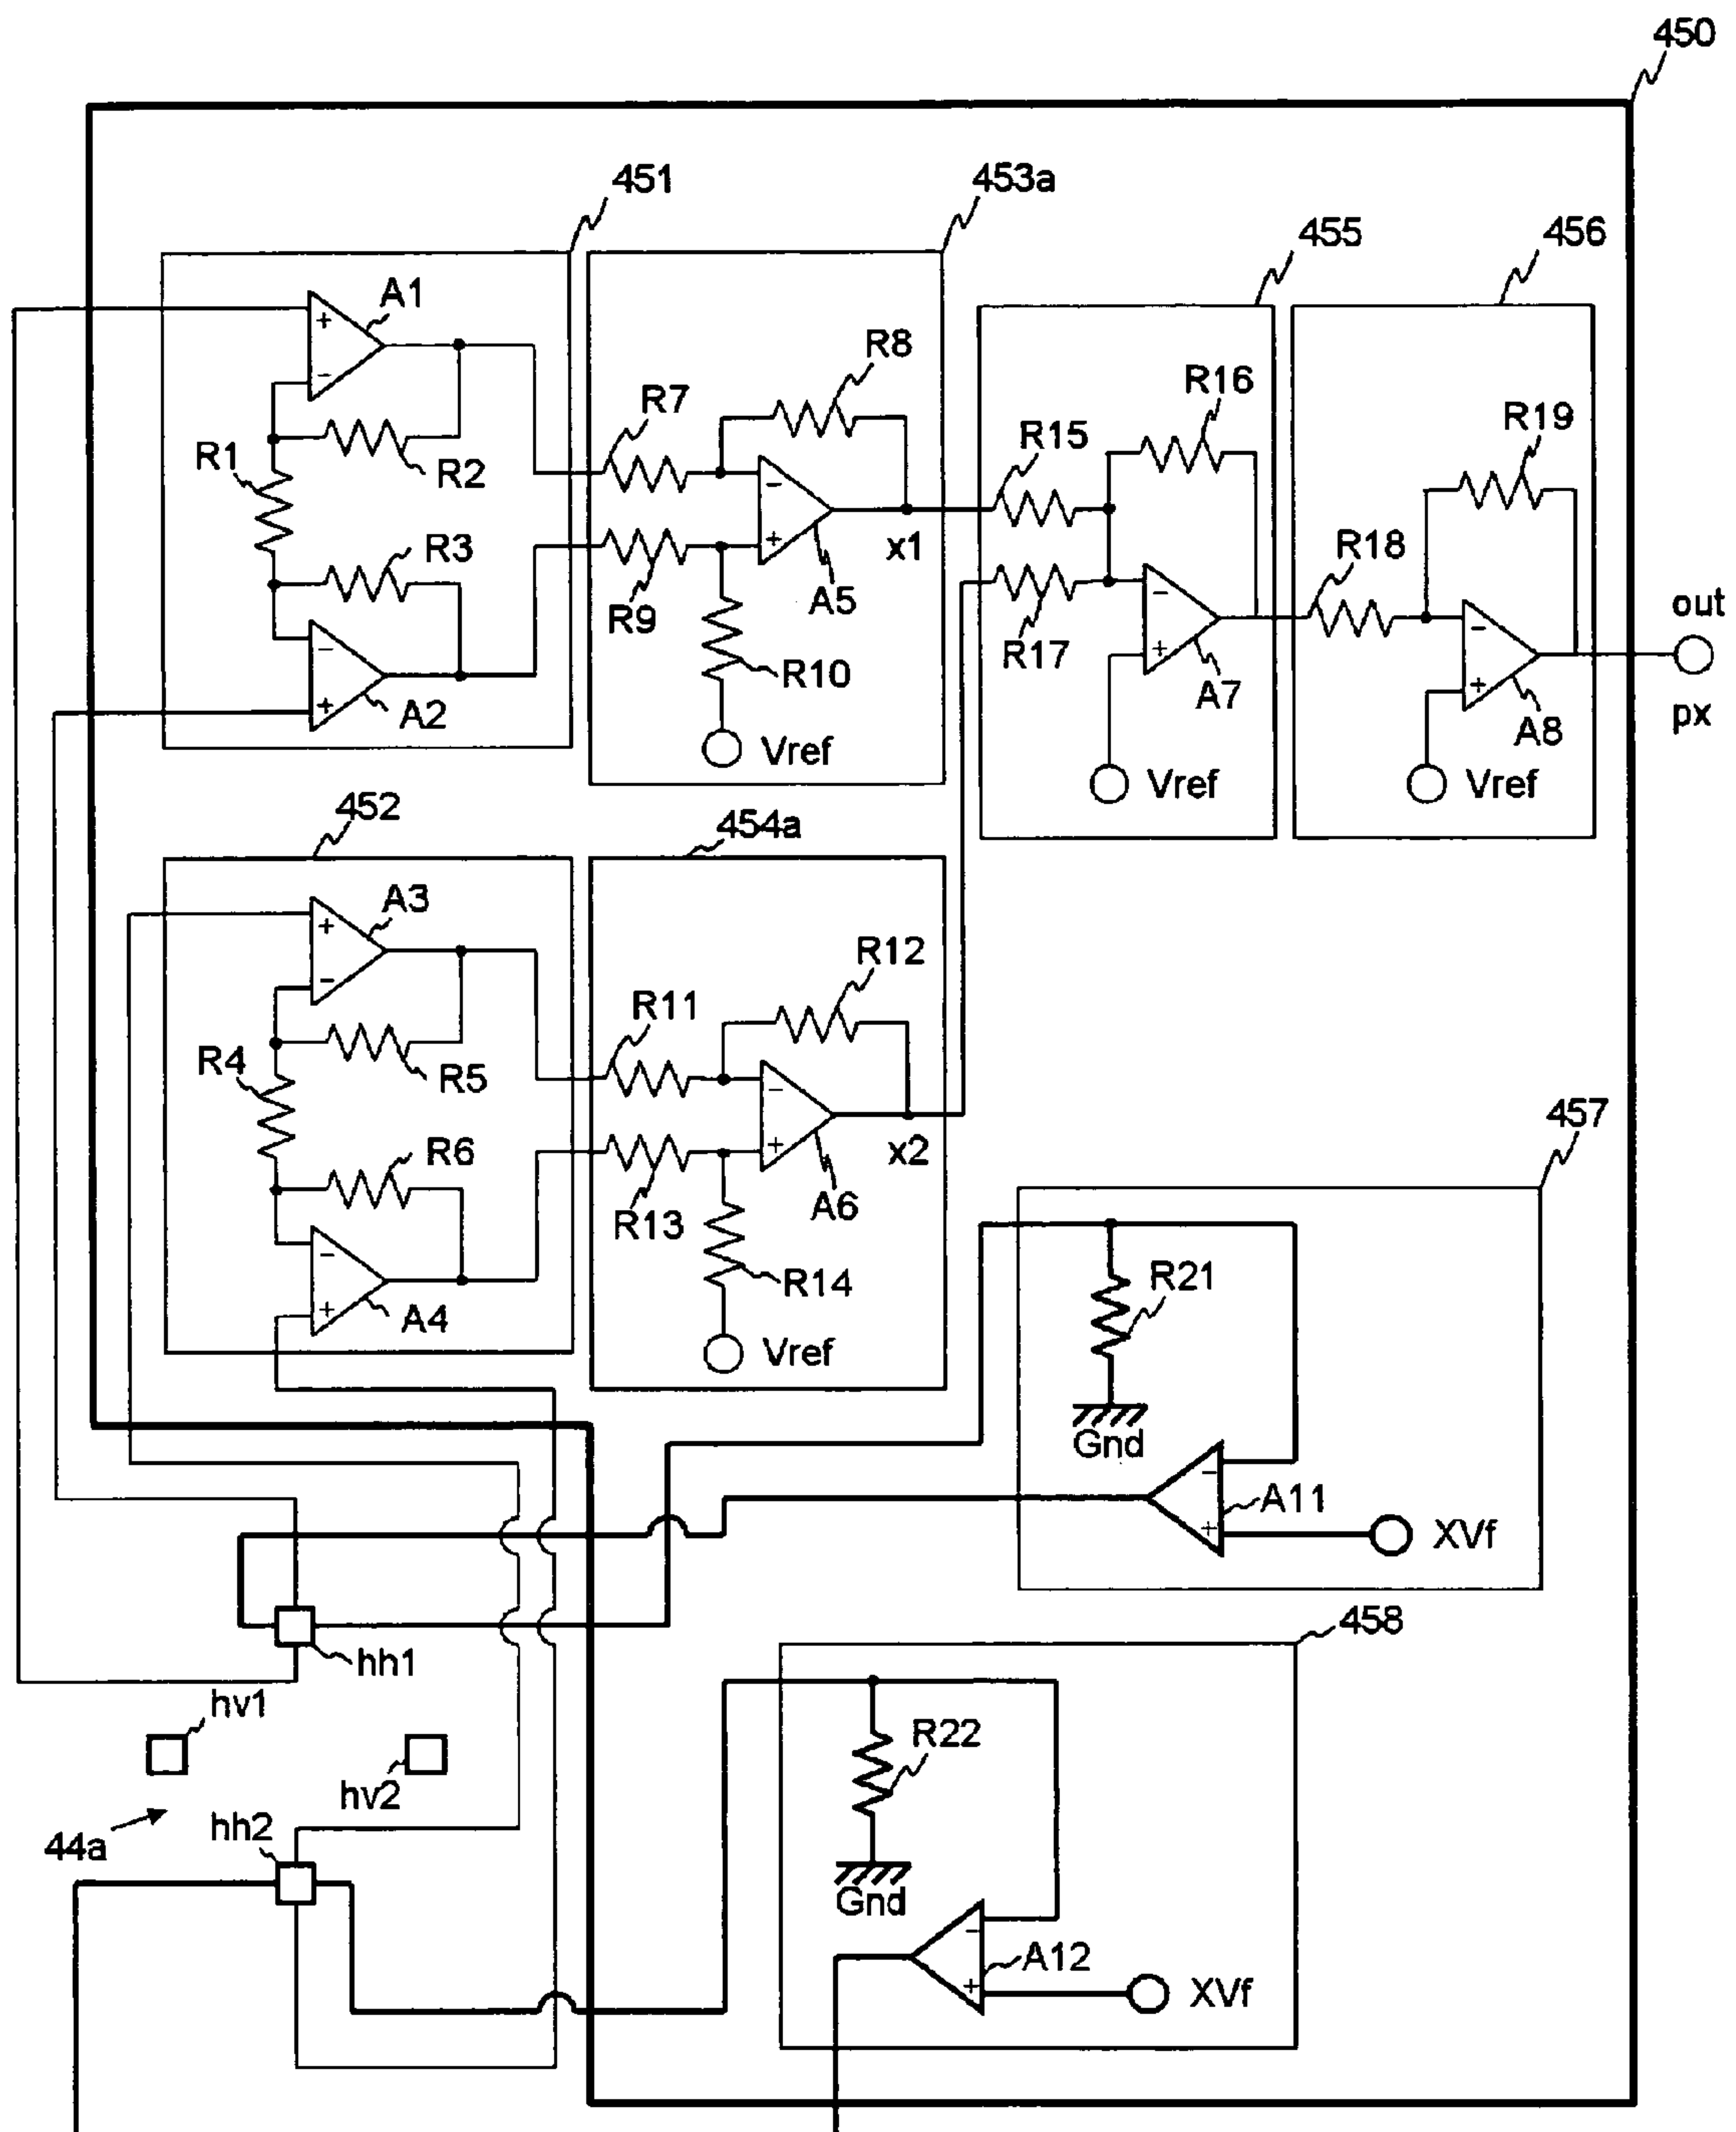 450
451
453a
455
456
A1
+
-
R1
R2
R3
-
+
A2
R7
R8
-
+
A5
x1
R9
R10
Vref
R15
R16
R17
-
+
A7
Vref
R18
R19
-
+
A8
Vref
out
px
452
454a
A3
+
-
R4
R5
R6
-
+
A4
R11
R12
-
+
A6
x2
R13
R14
Vref
457
R21
Gnd
-
+
A11
XVf
458
hh1
hv1
hv2
44a
hh2
R22
Gnd
-
+
A12
XVf